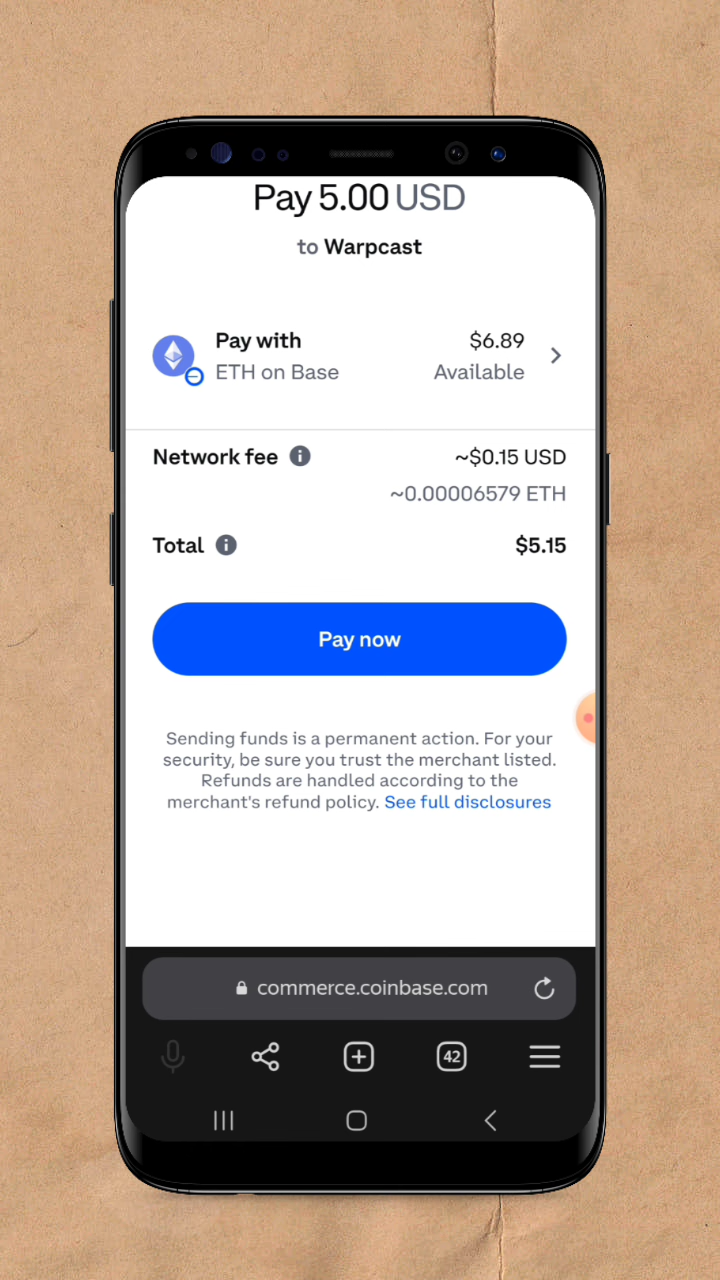 Pay 5.00 USD
to Warpcast
Pay with
$6.89
ETH on Base
Available
Network fee
~$0.15 USD
~0.00006579 ETH
Total
$5.15
Pay now
Sending funds is a permanent action. For your
security, be sure you trust the merchant listed.
Refunds are handled according to the
merchant's refund policy. See full disclosures
commerce.coinbase.com
42